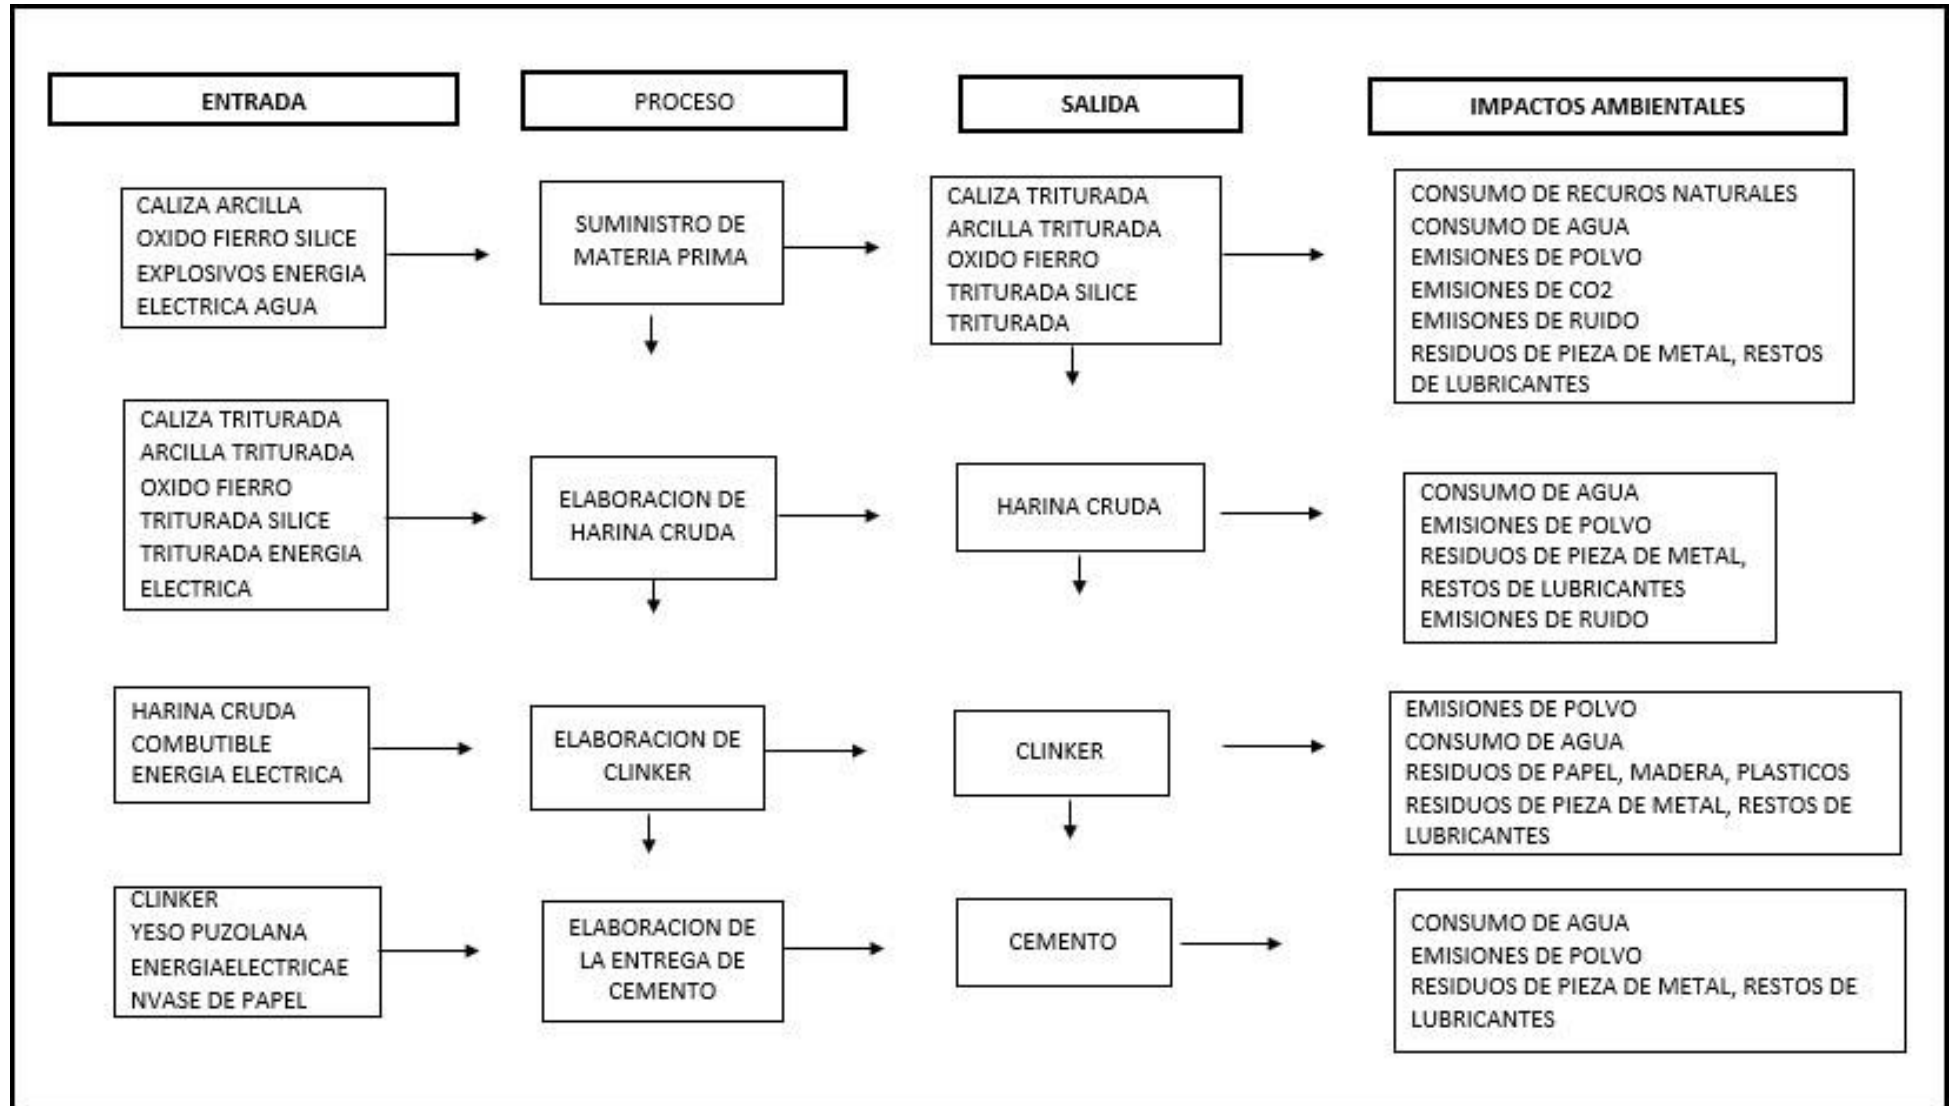 ENTRADA
PROCESO
SALIDA
IMPACTOS AMBIENTALES
CALIZA ARCILLA
OXIDO FIERRO SILICE
EXPLOSIVOS ENERGIA
ELECTRICA AGUA
SUMINISTRO DE
MATERIA PRIMA
CALIZA TRITURADA
ARCILLA TRITURADA
OXIDO FIERRO
TRITURADA SILICE
TRITURADA
CONSUMO DE RECUROS NATURALES
CONSUMO DE AGUA
EMISIONES DE POLVO
EMISIONES DE CO2
EMIISONES DE RUIDO
RESIDUOS DE PIEZA DE METAL, RESTOS
DE LUBRICANTES
CALIZA TRITURADA
ARCILLA TRITURADA
OXIDO FIERRO
TRITURADA SILICE
TRITURADA ENERGIA
ELECTRICA
ELABORACION DE
HARINA CRUDA
HARINA CRUDA
CONSUMO DE AGUA
EMISIONES DE POLVO
RESIDUOS DE PIEZA DE METAL,
RESTOS DE LUBRICANTES
EMISIONES DE RUIDO
HARINA CRUDA
COMBUTIBLE
ENERGIA ELECTRICA
ELABORACION DE
CLINKER
CLINKER
EMISIONES DE POLVO
CONSUMO DE AGUA
RESIDUOS DE PAPEL, MADERA, PLASTICOS
RESIDUOS DE PIEZA DE METAL, RESTOS DE
LUBRICANTES
CLINKER
YESO PUZOLANA
ENERGIAELECTRICAE
NVASE DE PAPEL
ELABORACION DE
LA ENTREGA DE
CEMENTO
CEMENTO
CONSUMO DE AGUA
EMISIONES DE POLVO
RESIDUOS DE PIEZA DE METAL, RESTOS DE
LUBRICANTES